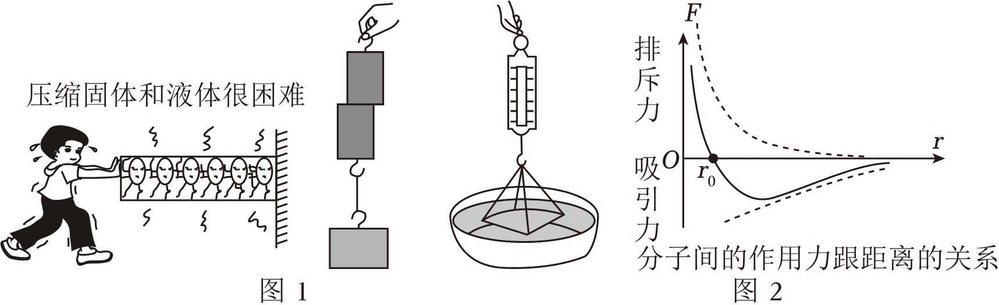 压缩固体和液体很困难
图 1
F
排斥力
r
O
r₀
吸引力
分子间的作用力跟距离的关系
图 2